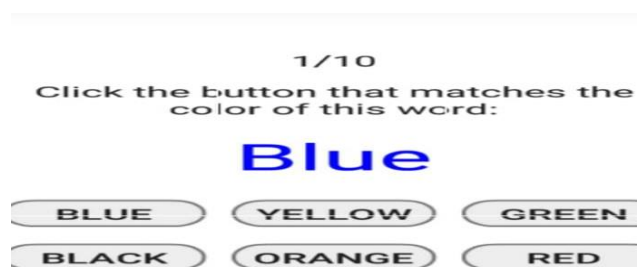 1/10
Click the button that matches the
color of this word:
Blue
BLUE YELLOW GREEN
BLACK ORANGE RED